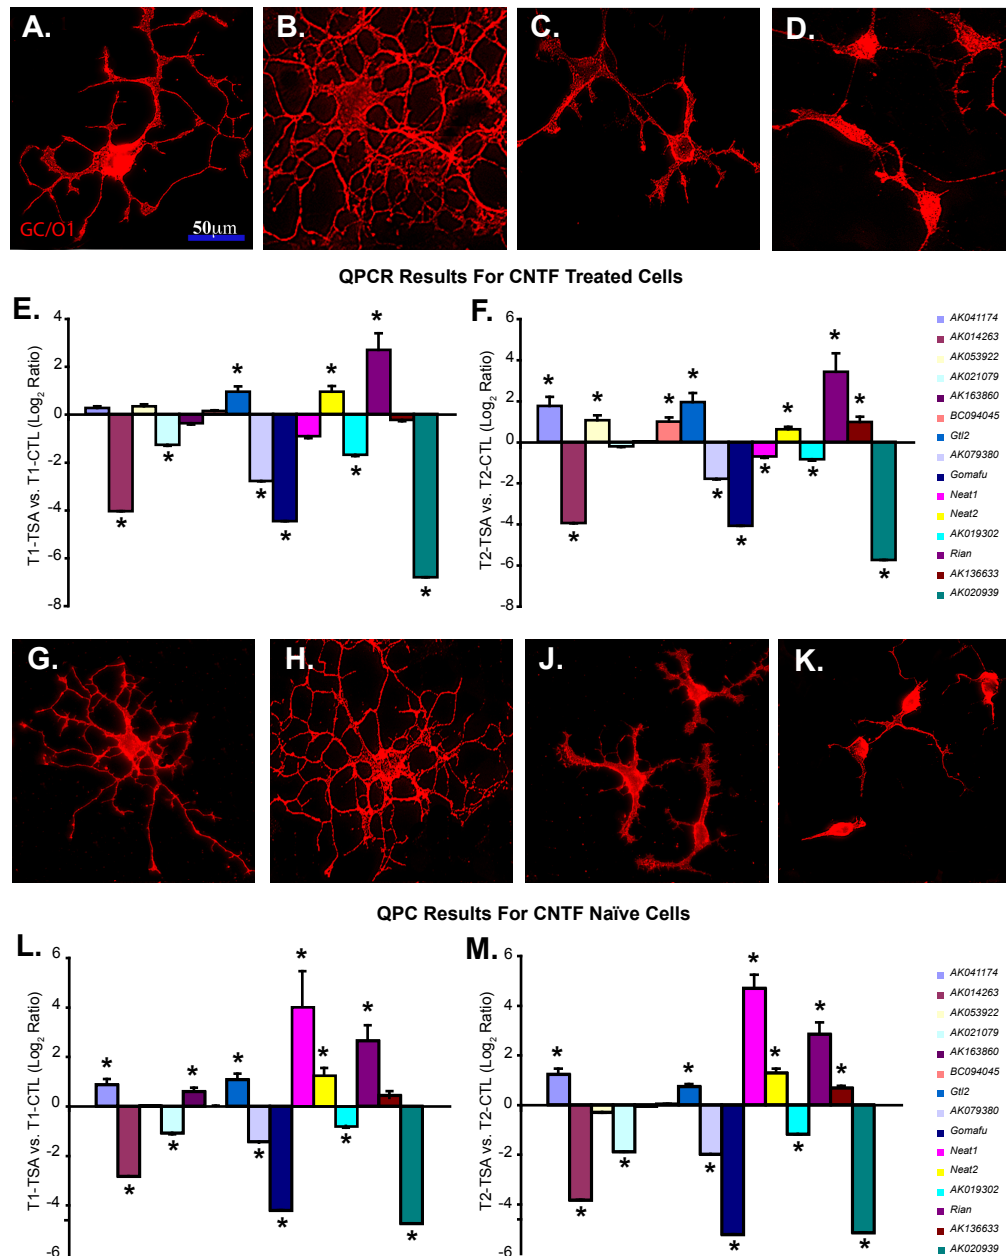 A.
B.
C.
D.
GC/O1
50µm
QPCR Results For CNTF Treated Cells
E.
T1-TSA vs. T1-CTL (Log2 Ratio)
4
2
0
-2
-4
-6
-8
* * * * * * * * *
F.
T2-TSA vs. T2-CTL (Log2 Ratio)
6
4
2
0
-2
-4
-6
-8
* * * * * * * * * * * * *
AK041174
AK014263
AK053922
AK021079
AK163860
BC094045
Gtl2
AK079380
Gomafu
Neat1
Neat2
AK019302
Rian
AK136633
AK020939
G.
H.
J.
K.
QPC Results For CNTF Naïve Cells
L.
T1-TSA vs. T1-CTL (Log2 Ratio)
6
4
2
0
-2
-4
-6
* * * * * * * * * * * *
M.
T2-TSA vs. T2-CTL (Log2 Ratio)
6
4
2
0
-2
-4
-6
* * * * * * * * * * * *
AK041174
AK014263
AK053922
AK021079
AK163860
BC094045
Gtl2
AK079380
Gomafu
Neat1
Neat2
AK019302
Rian
AK136633
AK020939